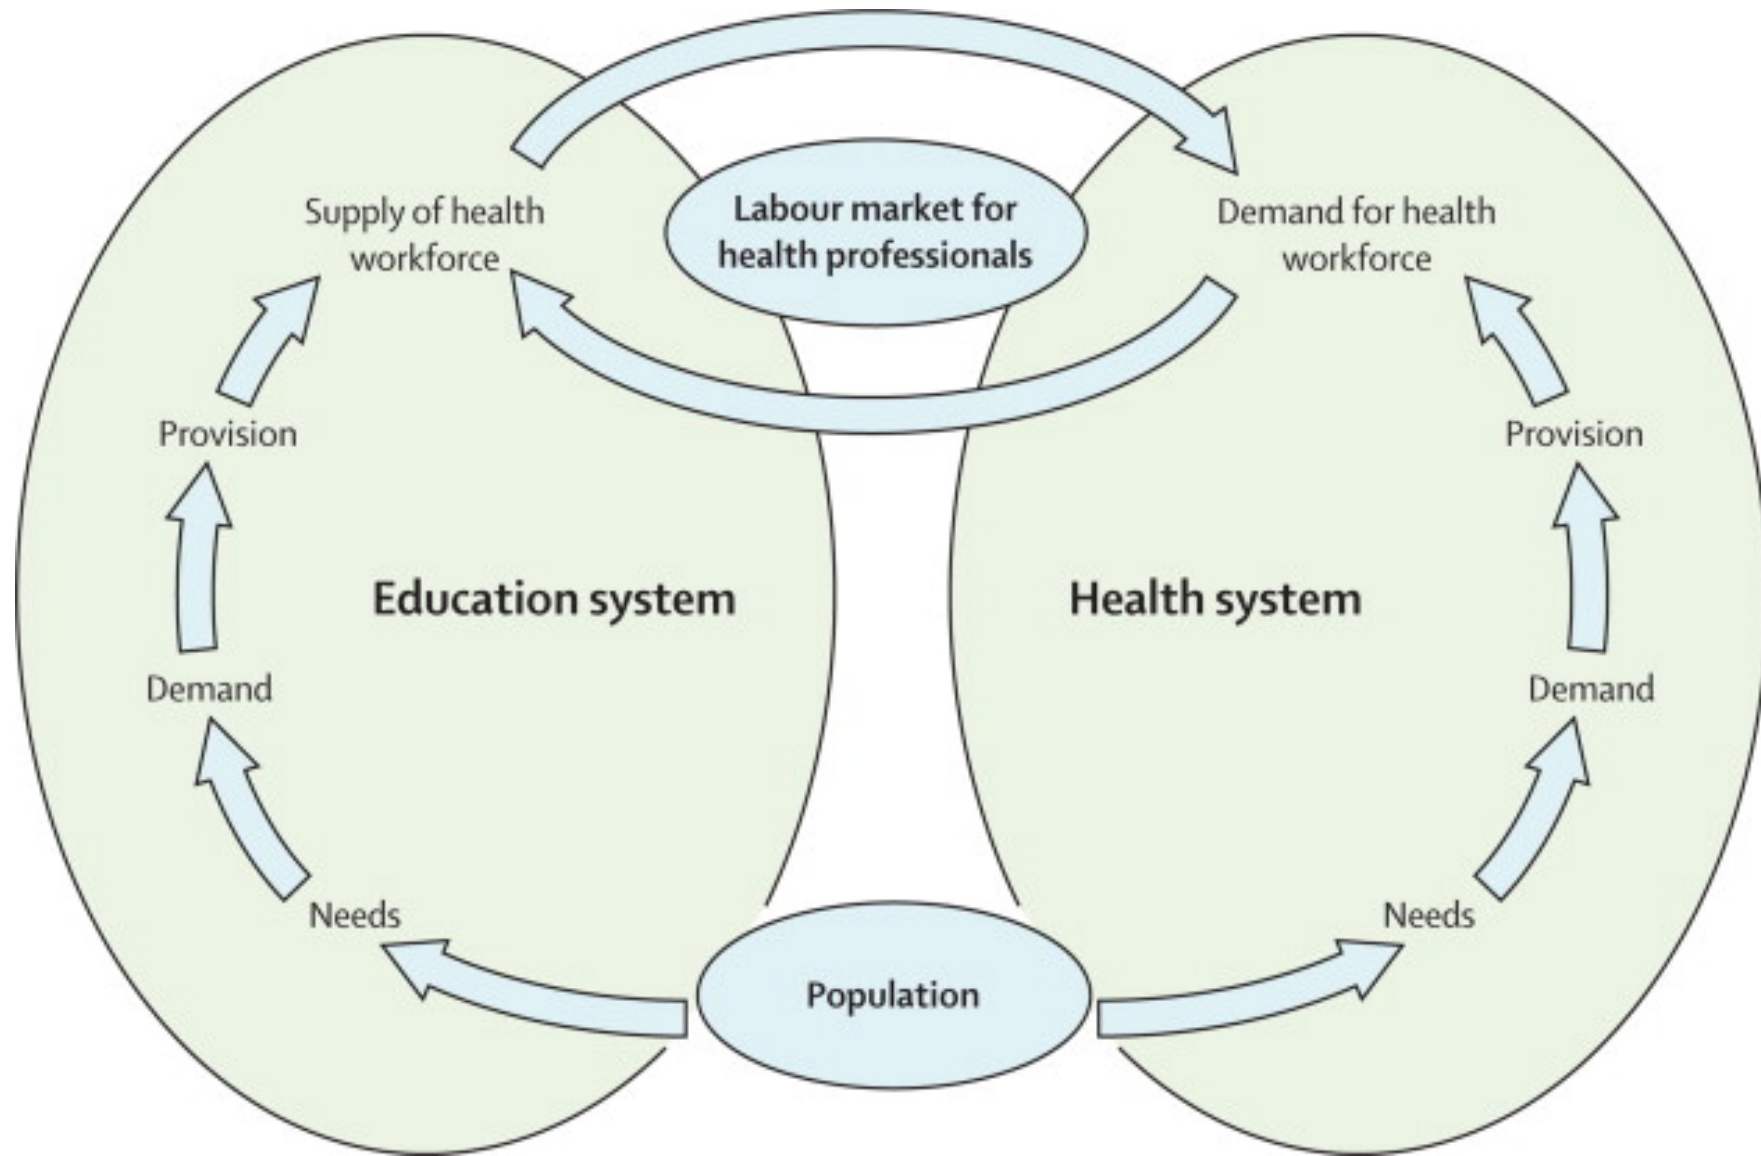 Supply of health
workforce
Labour market for
health professionals
Demand for health
workforce
Provision
Provision
Education system
Health system
Demand
Demand
Needs
Needs
Population